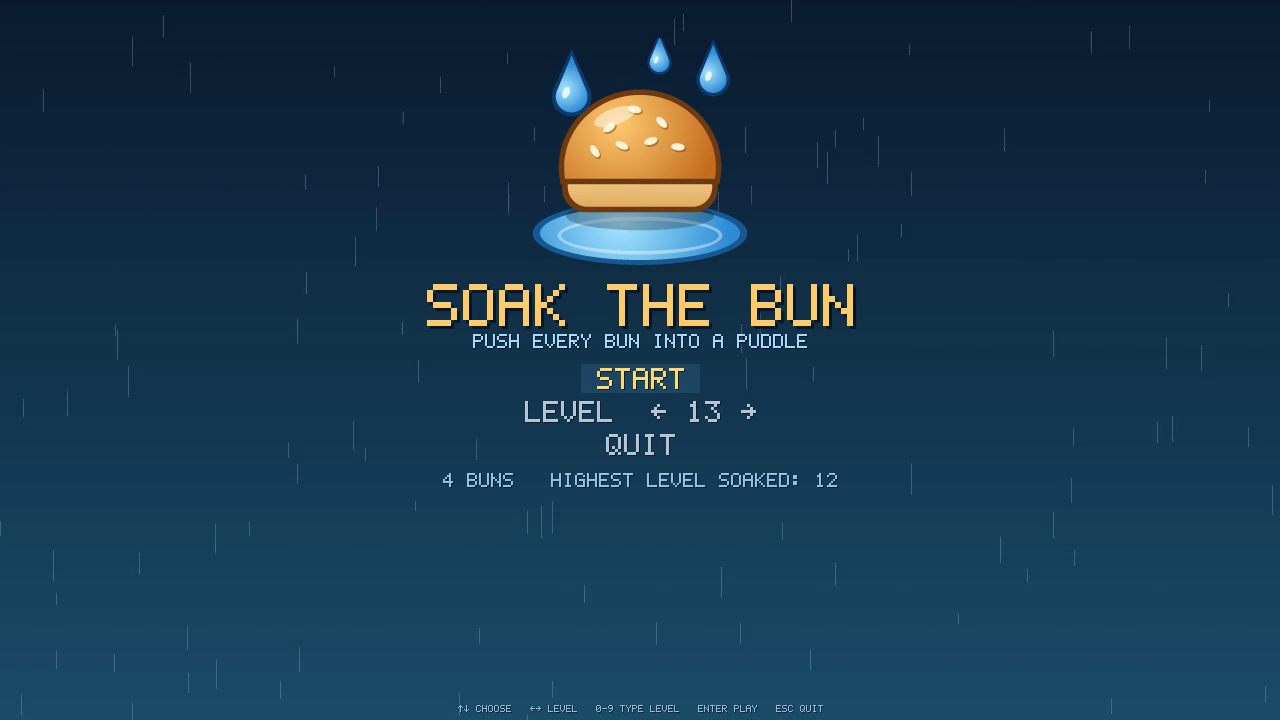 SOAK THE BUN
PUSH EVERY BUN INTO A PUDDLE
START
LEVEL ← 13 →
QUIT
4 BUNS HIGHEST LEVEL SOAKED: 12
↑↓ CHOOSE ↔ LEVEL 0-9 TYPE LEVEL ENTER PLAY ESC QUIT